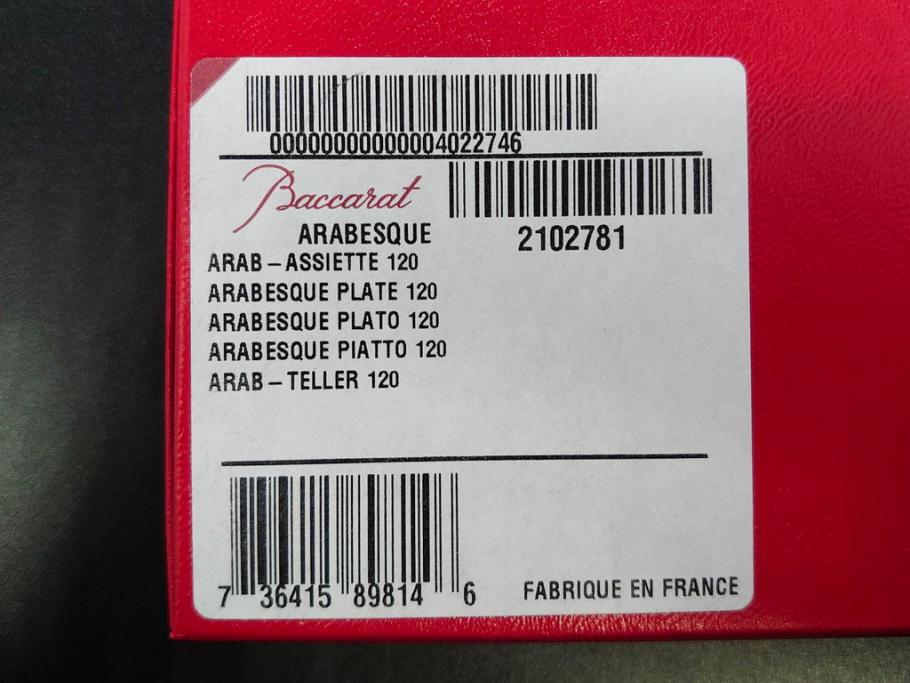 00000000000004022746
Baccarat
ARABESQUE
2102781
ARAB – ASSIETTE 120
ARABESQUE PLATE 120
ARABESQUE PLATO 120
ARABESQUE PIATTO 120
ARAB – TELLER 120
7 36415 89814 6
FABRIQUE EN FRANCE